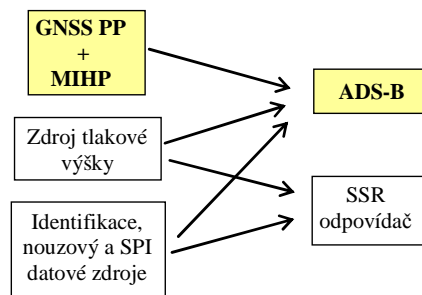 GNSS PP
+
MIHP
ADS-B
Zdroj tlakové
výšky
SSR
odpovídač
Identifikace,
nouzový a SPI
datové zdroje